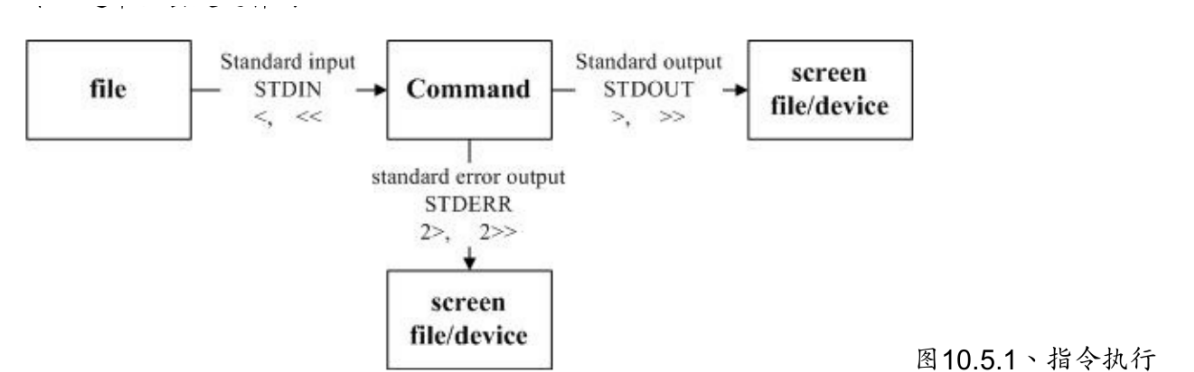 file
Standard input
STDIN
<, <<
Command
Standard output
STDOUT
>, >>
screen
file/device
standard error output
STDERR
2>, 2>>
screen
file/device
图10.5.1、指令执行